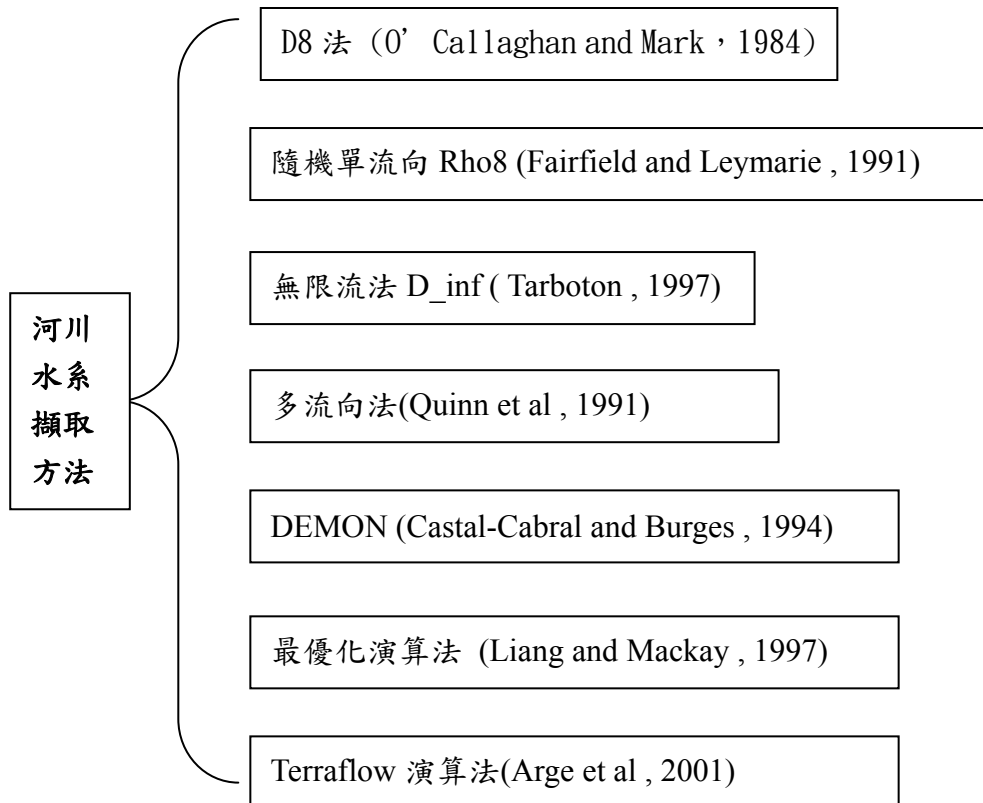 D8 法（O’ Callaghan and Mark，1984）
隨機單流向 Rho8 (Fairfield and Leymarie , 1991)
無限流法 D_inf ( Tarboton , 1997)
河川
水系
擷取
方法
多流向法(Quinn et al , 1991)
DEMON (Castal-Cabral and Burges , 1994)
最優化演算法 (Liang and Mackay , 1997)
Terraflow 演算法(Arge et al , 2001)